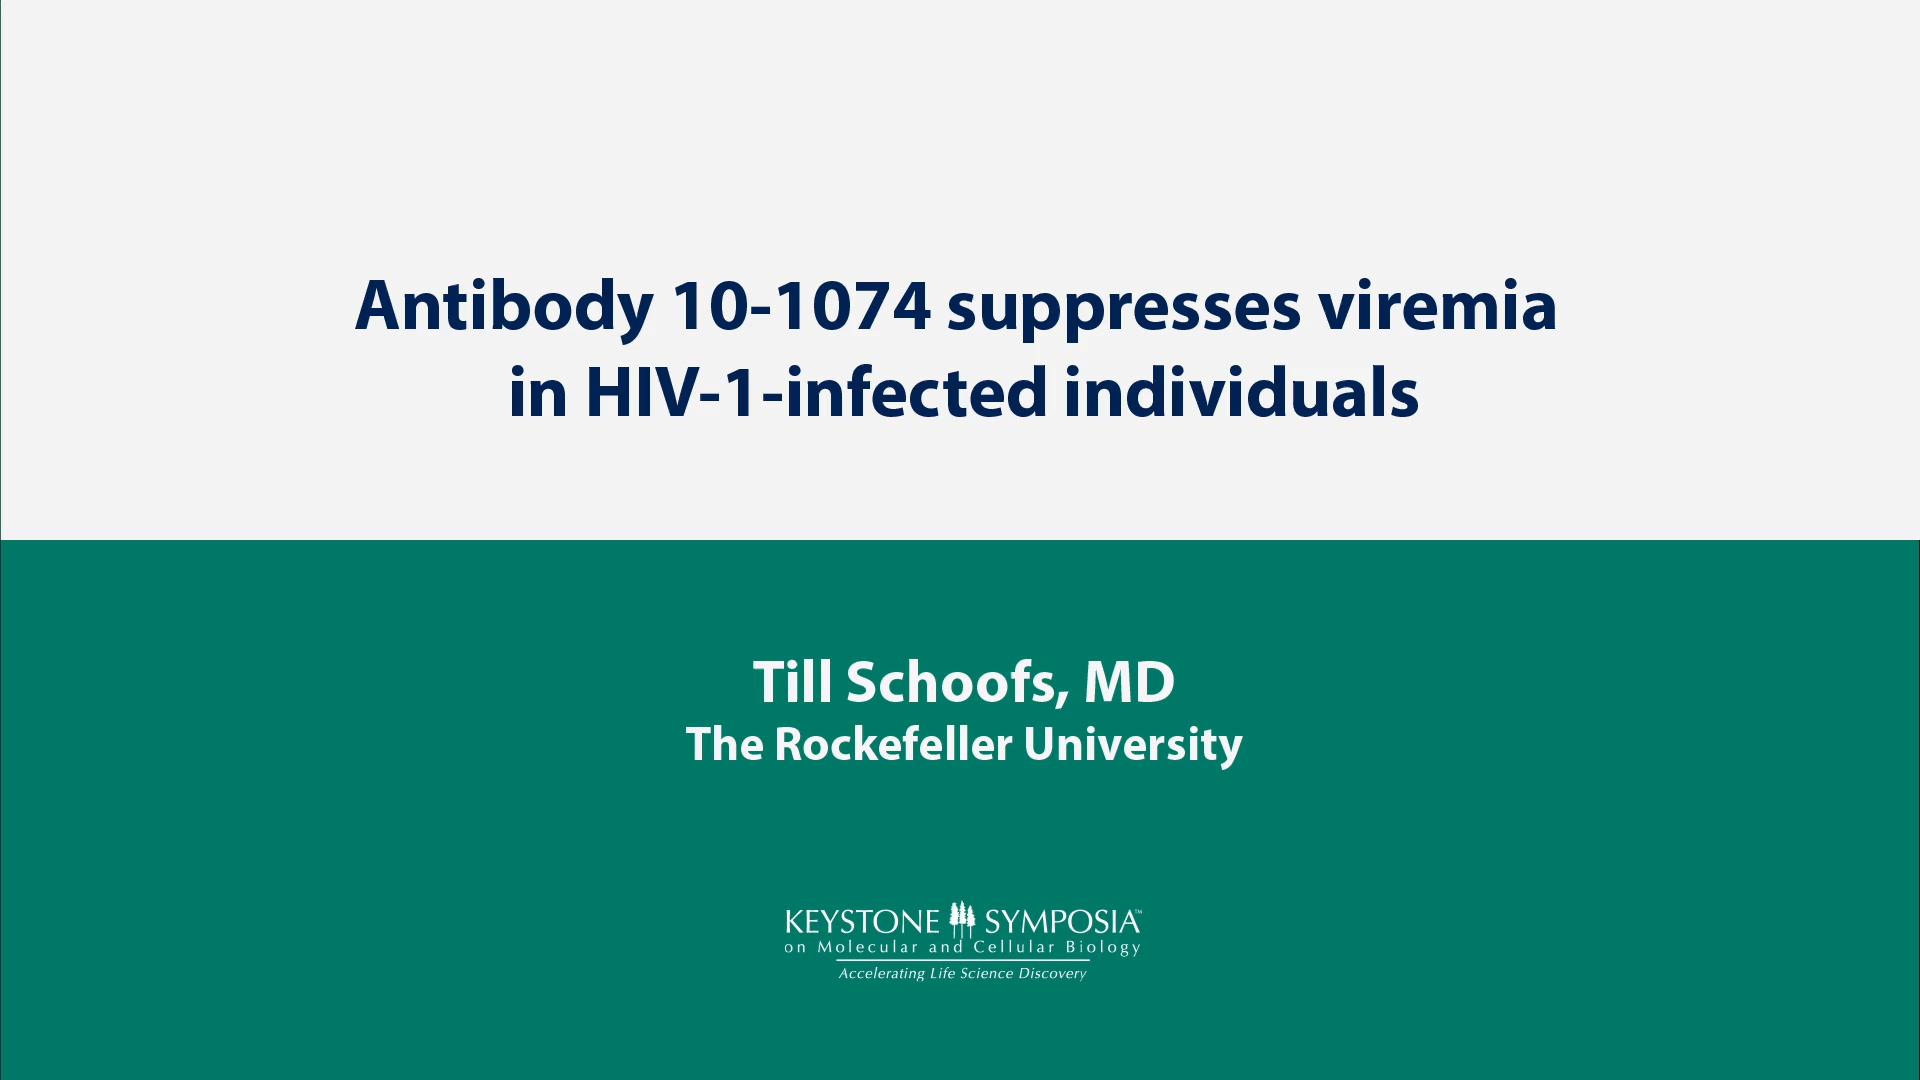 Antibody 10-1074 suppresses viremia
in HIV-1-infected individuals
Till Schoofs, MD
The Rockefeller University
KEYSTONE SYMPOSIA™
on Molecular and Cellular Biology
Accelerating Life Science Discovery